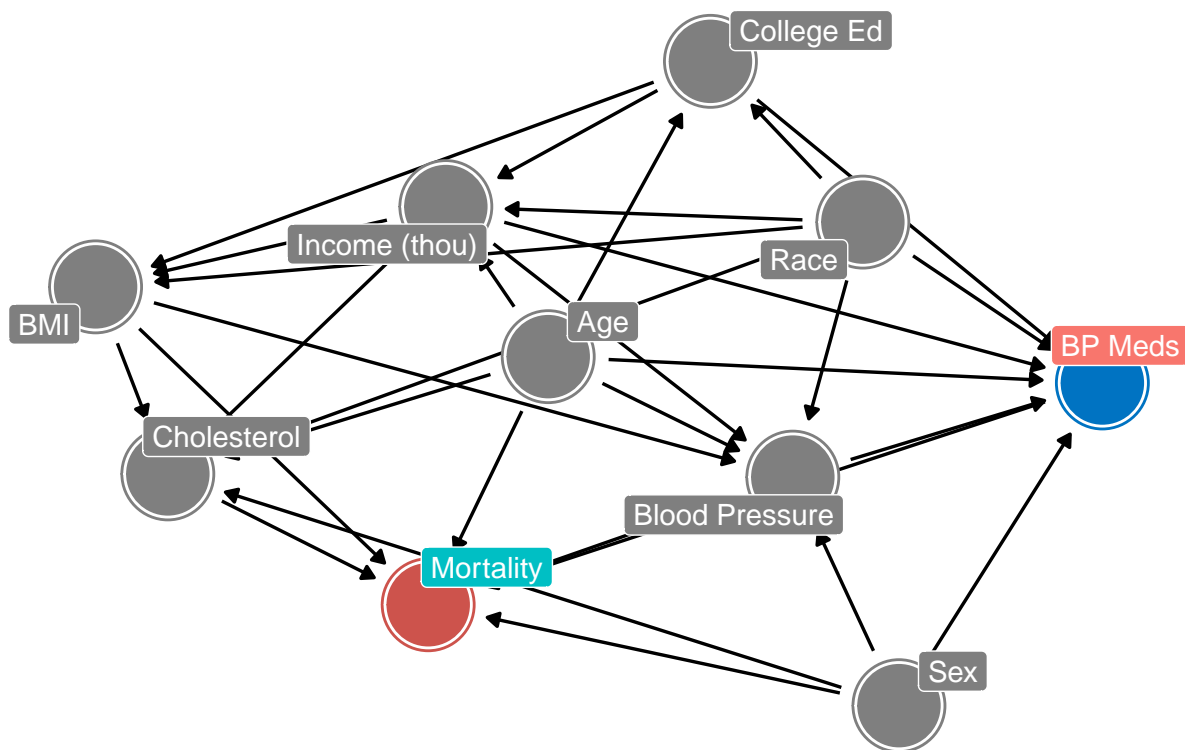 College Ed
Income (thou)
Race
BMI
Age
BP Meds
Cholesterol
Blood Pressure
Mortality
Sex